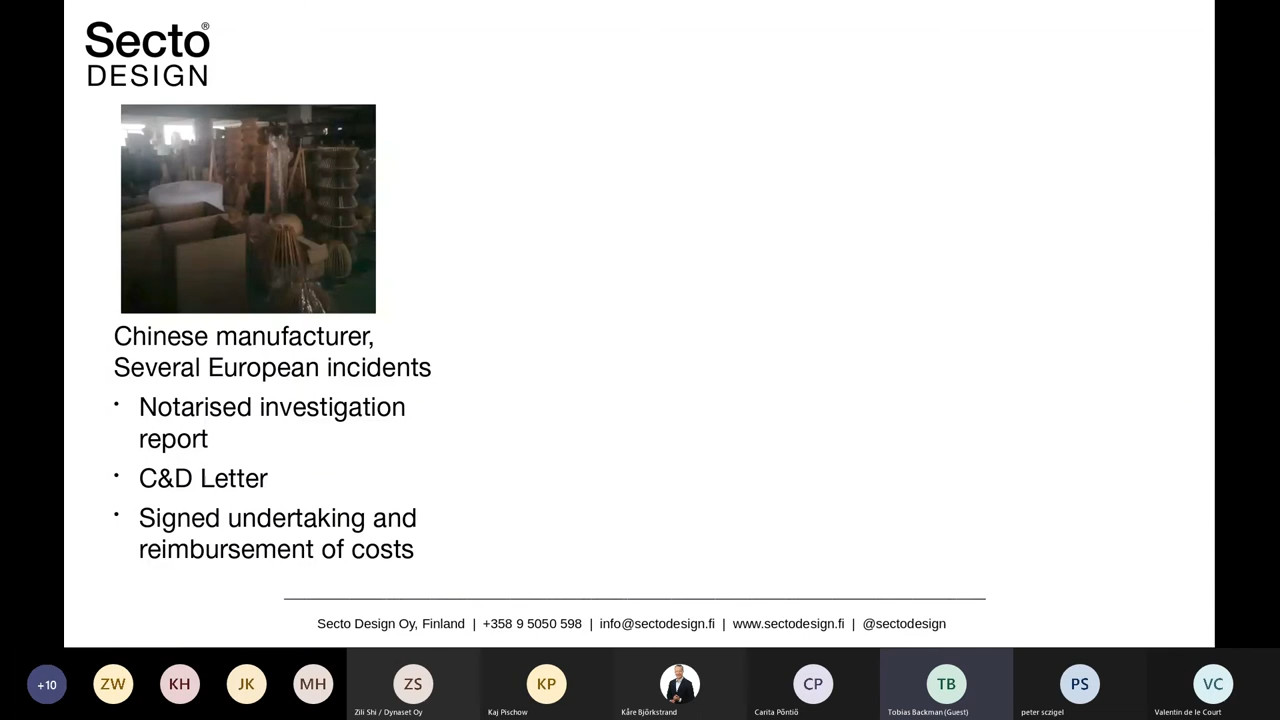 Secto®
DESIGN
Chinese manufacturer,
Several European incidents
· Notarised investigation
report
· C&D Letter
· Signed undertaking and
reimbursement of costs
Secto Design Oy, Finland | +358 9 5050 598 | info@sectodesign.fi | www.sectodesign.fi | @sectodesign
+10 ZW KH JK MH ZS KP CP TB PS VC
Zili Shi / Dynaset Oy Kaj Pischow Kåre Björkstrand Carita Pöntiö Tobias Backman (Guest) peter sczigel Valentin de le Court